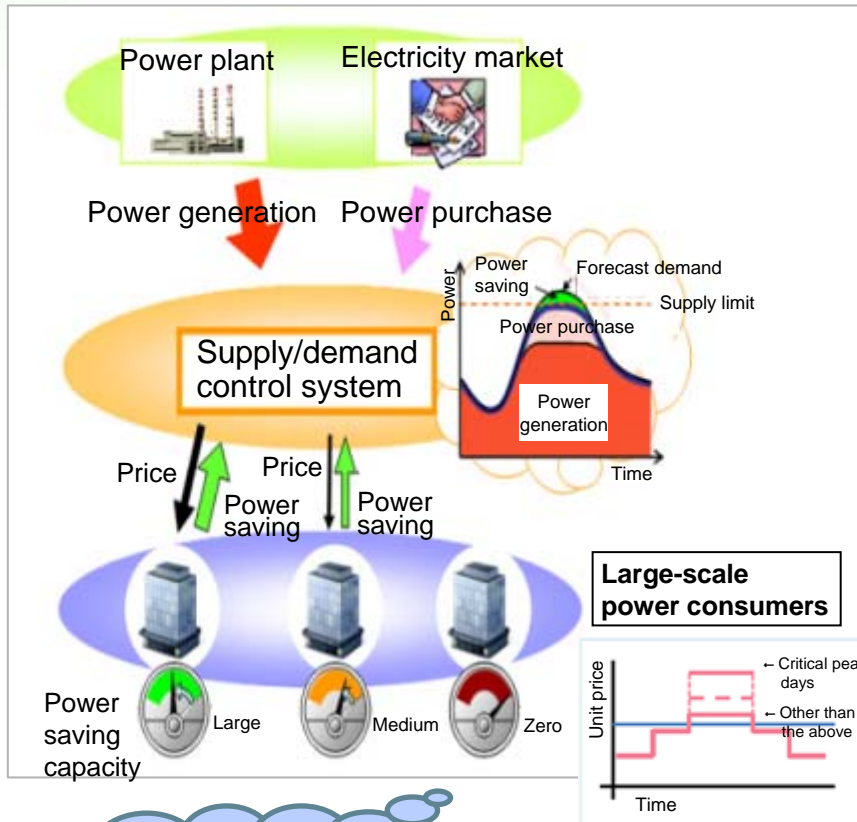 Power plant
Electricity market
Power generation
Power purchase
Power
saving
Forecast demand
Supply limit
Power
Power purchase
Power
generation
Time
Supply/demand
control system
Price
Power
saving
Price
Power
saving
Large-scale
power consumers
Power
saving
capacity
Large
Medium
Zero
Unit price
← Critical pea
days
← Other than
the above
Time